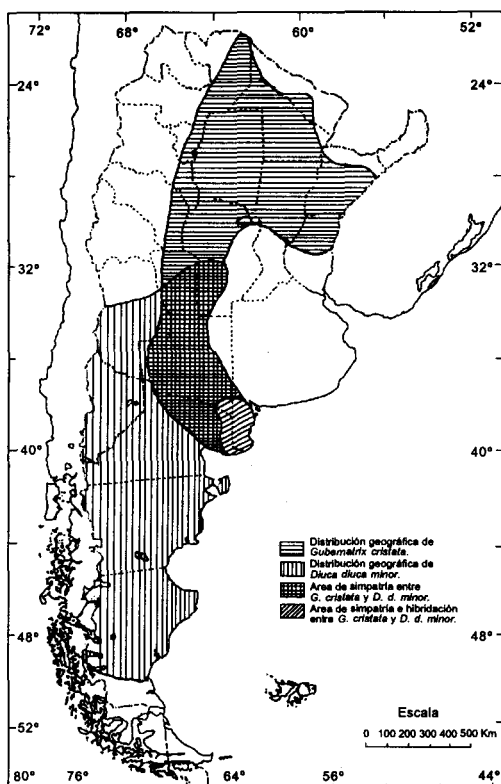 72° 68° 60° 52°
24° 24°
32° 32°
40° 40°
Distribución geográfica de
Gubernatrix cristata.
Distribución geográfica de
Diuca diuca minor.
Area de simpatría entre
G. cristata y D. d. minor.
Area de simpatría e hibridación
entre G. cristata y D. d. minor.
48° 48°
Escala
0 100 200 300 400 500 Km
52°
80° 76° 64° 56° 44°